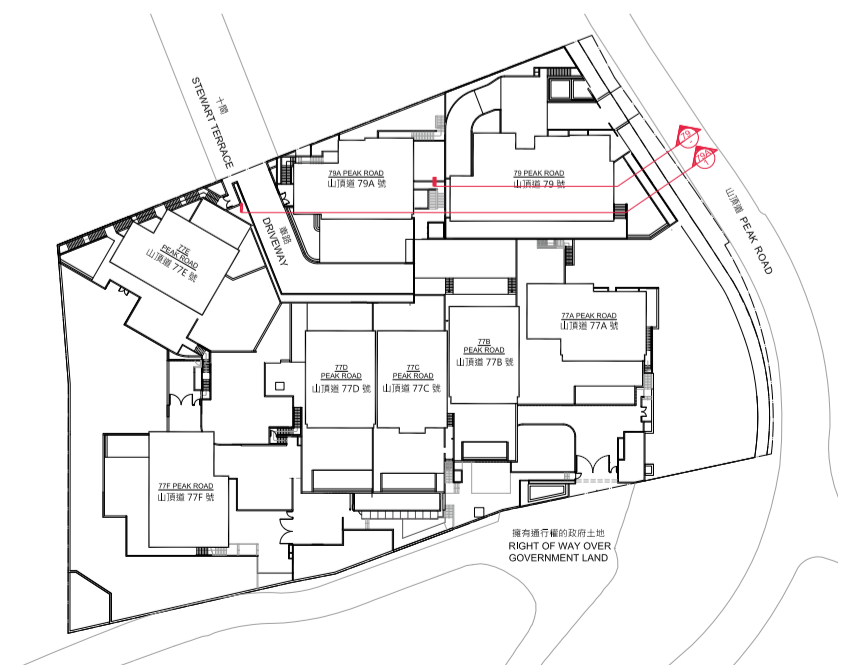 十間
STEWART TERRACE
79
-
79A
1
79A PEAK ROAD
山頂道 79A 號
79 PEAK ROAD
山頂道 79 號
山頂道 PEAK ROAD
車路
DRIVEWAY
77E
PEAK ROAD
山頂道 77E 號
77A PEAK ROAD
山頂道 77A 號
77B
PEAK ROAD
山頂道 77B 號
77D
PEAK ROAD
山頂道 77D 號
77C
PEAK ROAD
山頂道 77C 號
77F PEAK ROAD
山頂道 77F 號
擁有通行權的政府土地
RIGHT OF WAY OVER
GOVERNMENT LAND